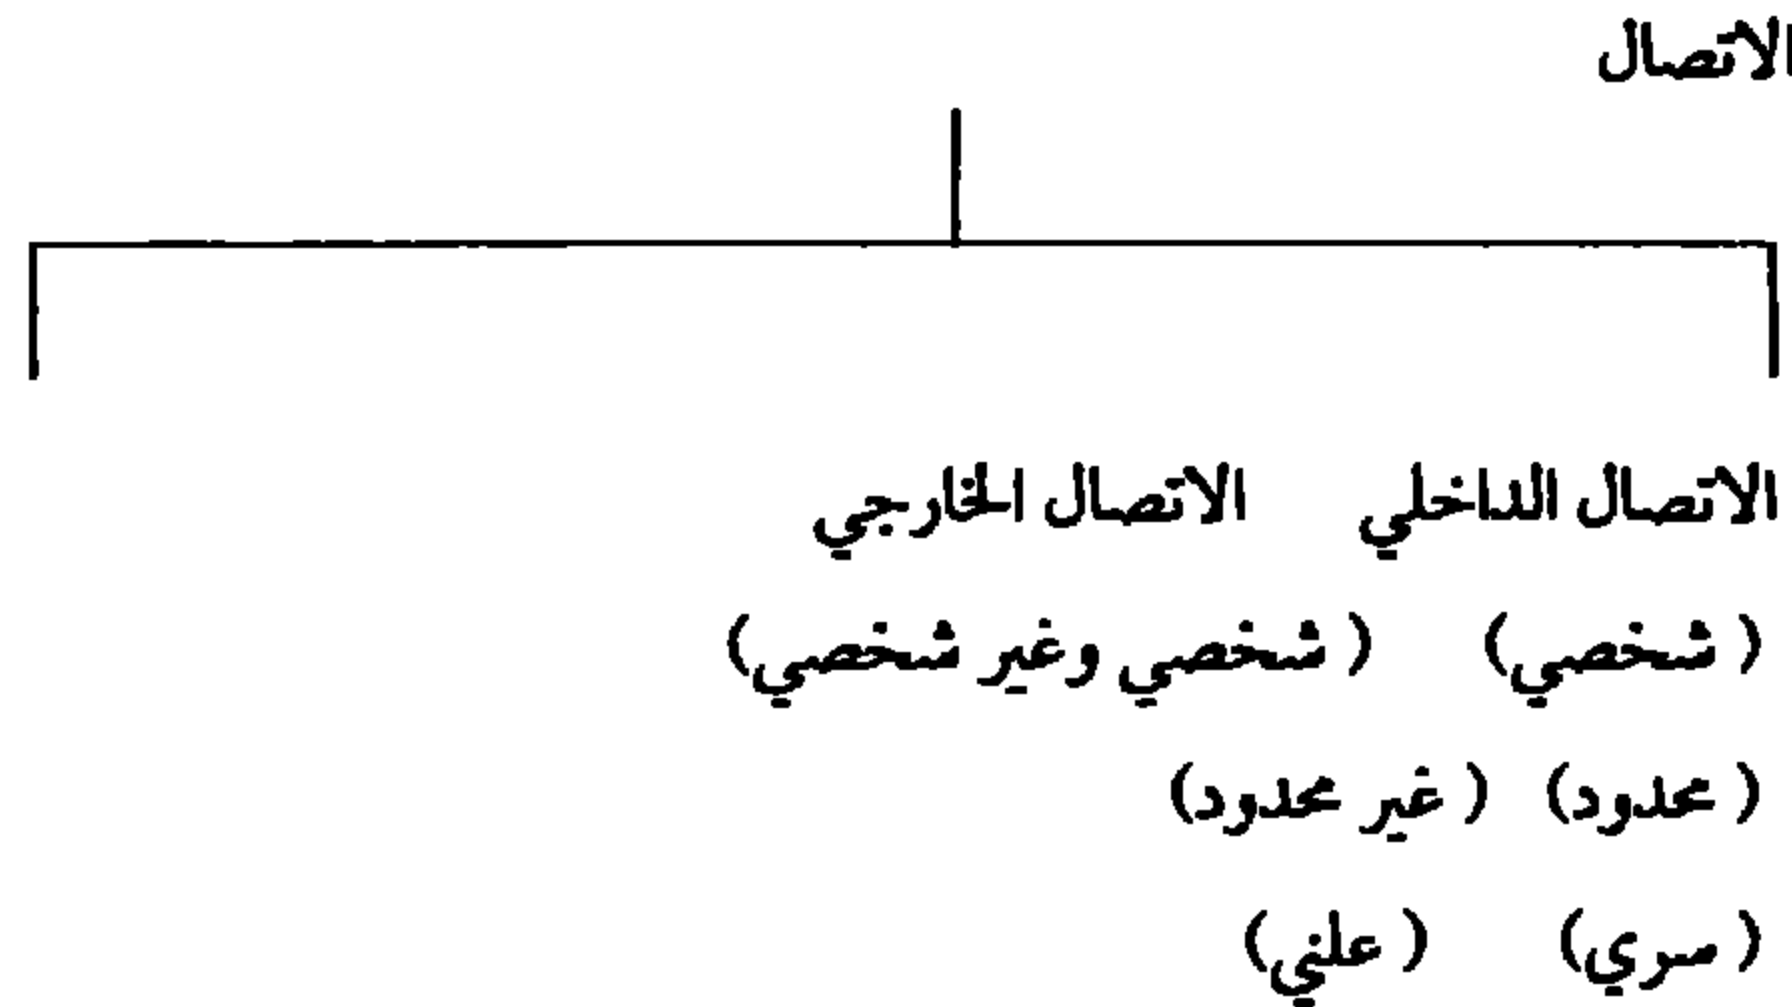 الاتصال
الاتصال الداخلي الاتصال الخارجي
( شخصي) ( شخصي وغير شخصي)
( محدود) ( غير محدود)
( سري) ( علني)